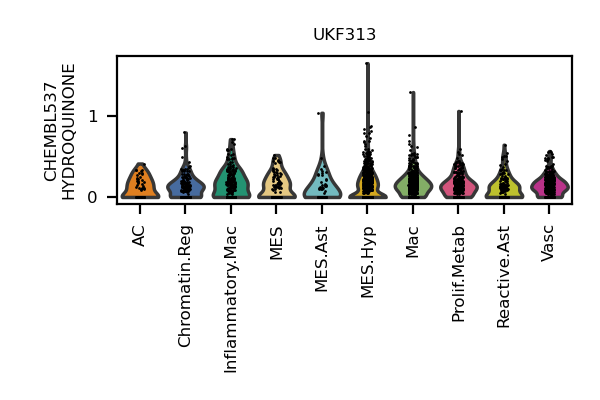 UKF313
CHEMBL537
HYDROQUINONE
1
0
AC
Chromatin.Reg
Inflammatory.Mac
MES
MES.Ast
MES.Hyp
Mac
Prolif.Metab
Reactive.Ast
Vasc